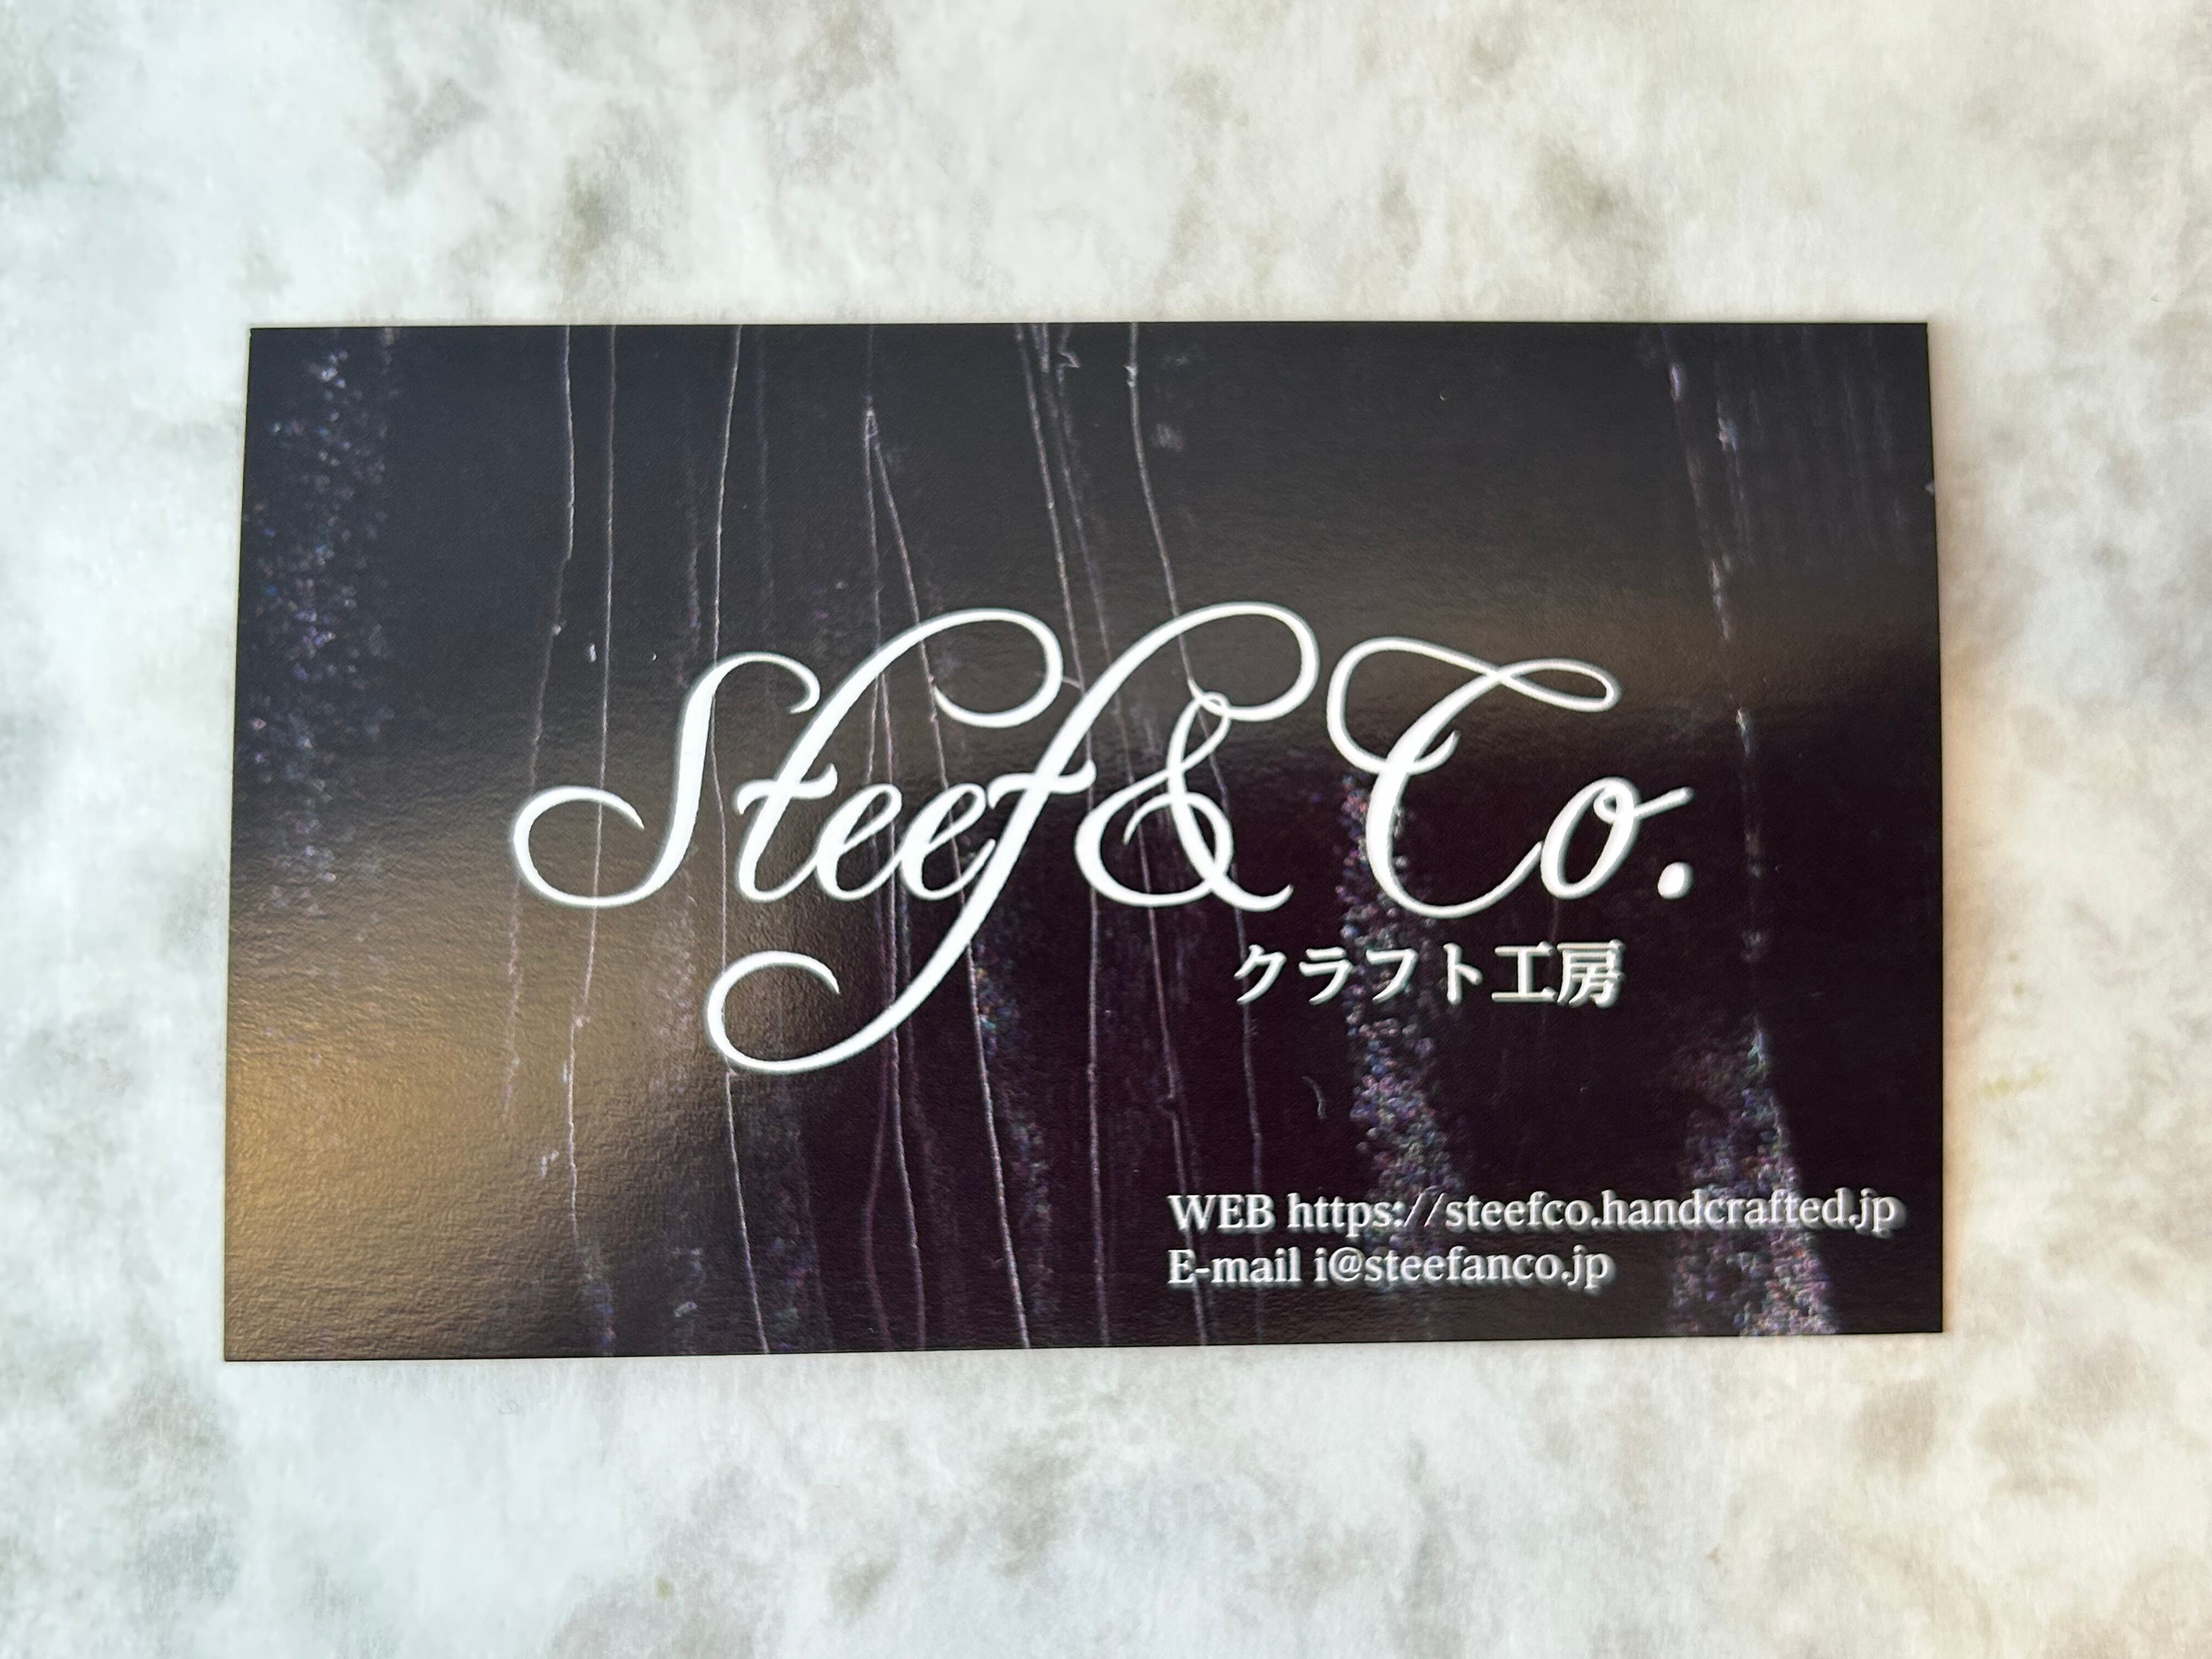 Steef & Co.
クラフト工房
WEB https://steefco.handcrafted.jp
E-mail i@steefanco.jp